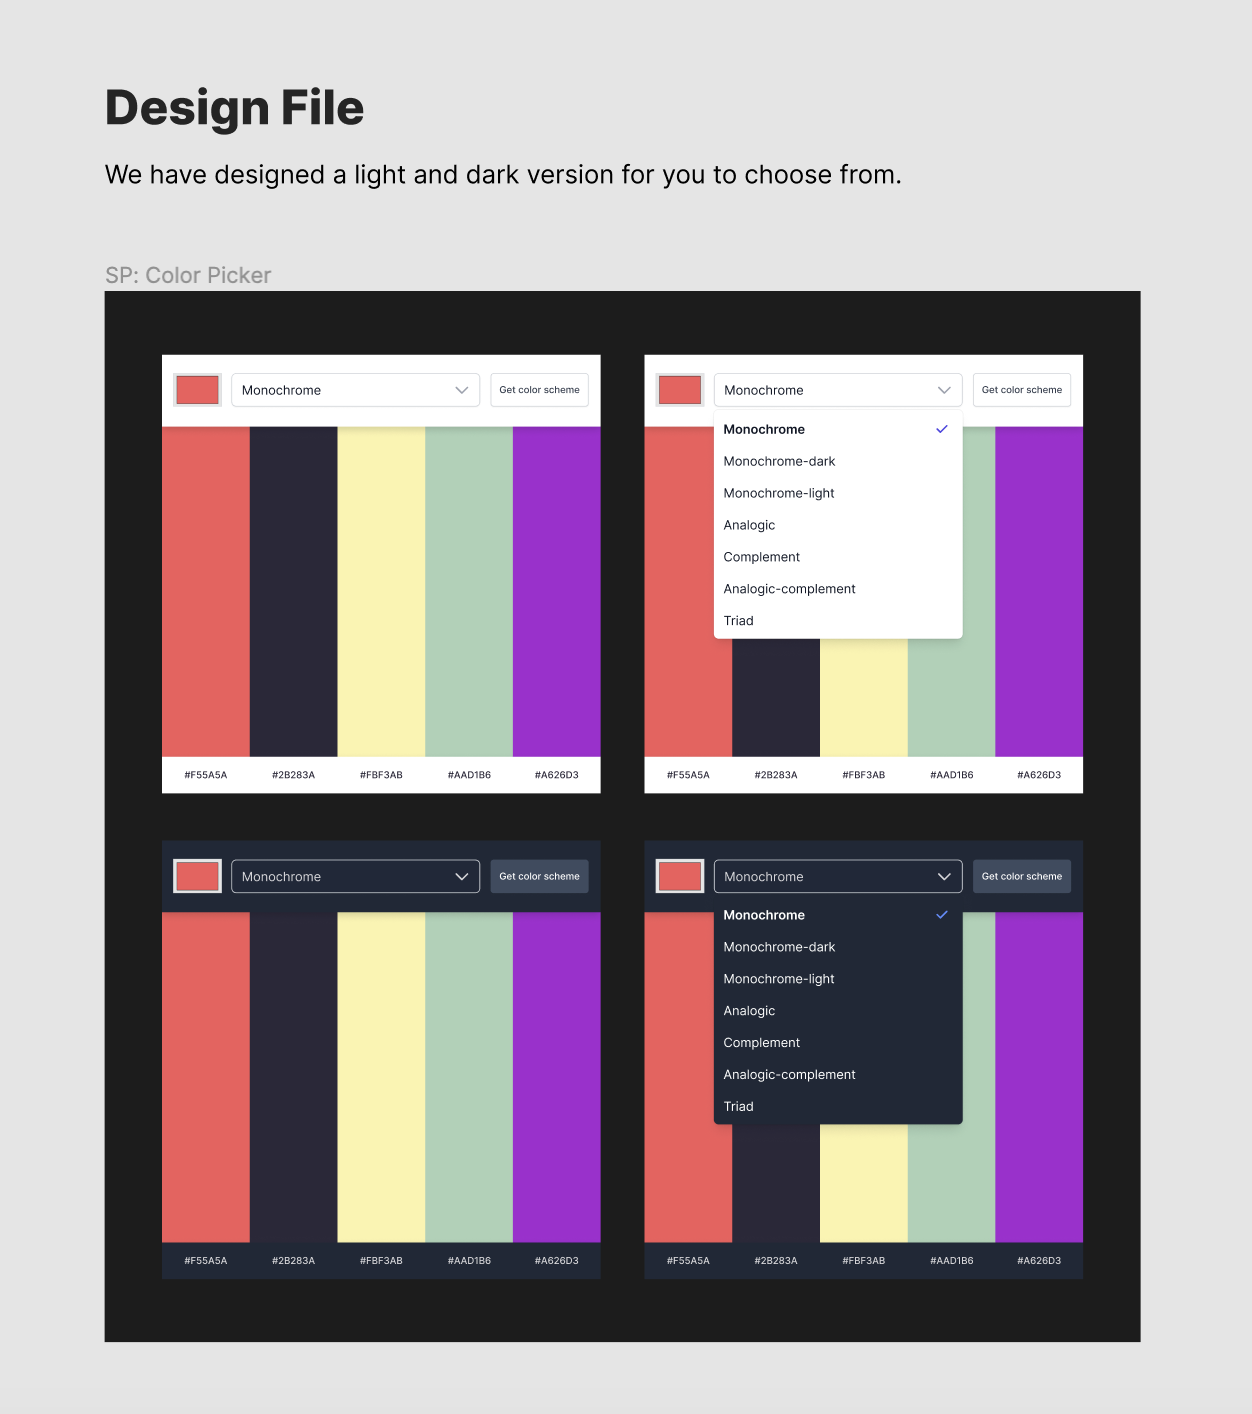 Design File
We have designed a light and dark version for you to choose from.
SP: Color Picker
Monochrome
Get color scheme
#F55A5A
#2B283A
#FBF3AB
#AAD1B6
#A626D3
Monochrome
Get color scheme
Monochrome
Monochrome-dark
Monochrome-light
Analogic
Complement
Analogic-complement
Triad
#F55A5A
#2B283A
#FBF3AB
#AAD1B6
#A626D3
Monochrome
Get color scheme
#F55A5A
#2B283A
#FBF3AB
#AAD1B6
#A626D3
Monochrome
Get color scheme
Monochrome
Monochrome-dark
Monochrome-light
Analogic
Complement
Analogic-complement
Triad
#F55A5A
#2B283A
#FBF3AB
#AAD1B6
#A626D3